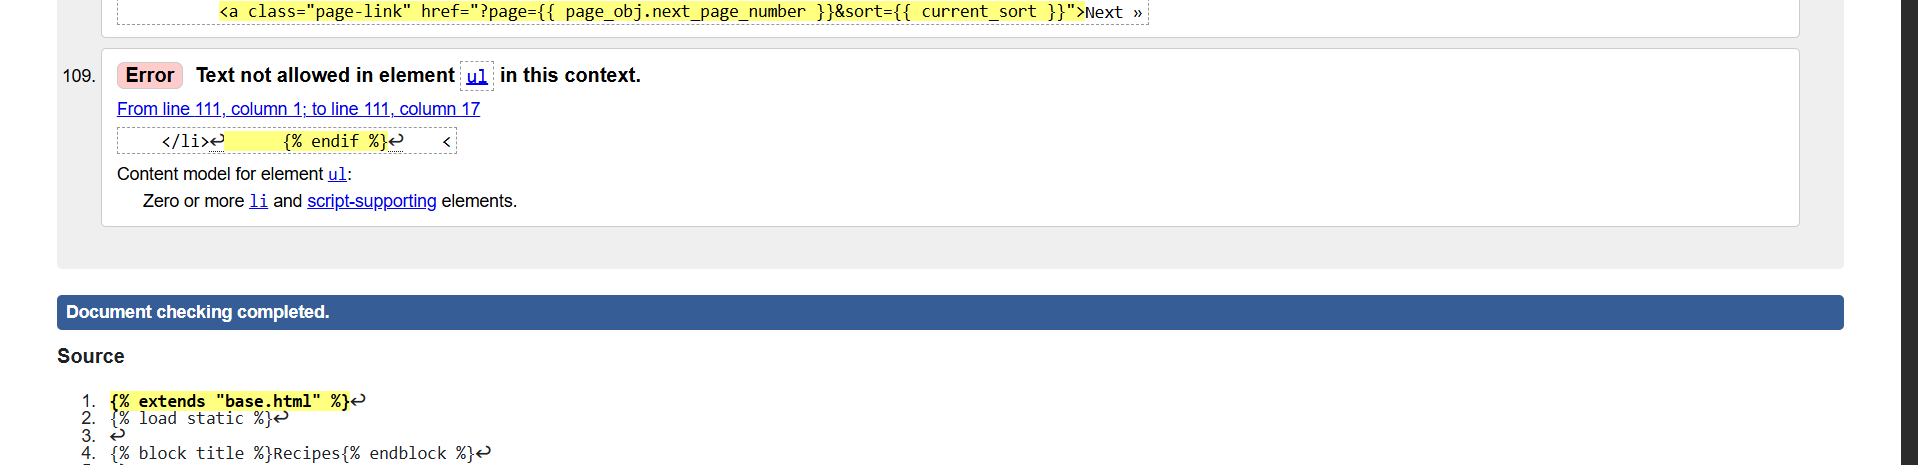 <a class="page-link" href="?page={{ page_obj.next_page_number }}&sort={{ current_sort }}">Next »
109. Error Text not allowed in element ul in this context.
From line 111, column 1; to line 111, column 17
</li>↩ {% endif %}↩ <
Content model for element ul:
Zero or more li and script-supporting elements.
Document checking completed.
Source
1. {% extends "base.html" %}↩
2. {% load static %}↩
3. ↩
4. {% block title %}Recipes{% endblock %}↩